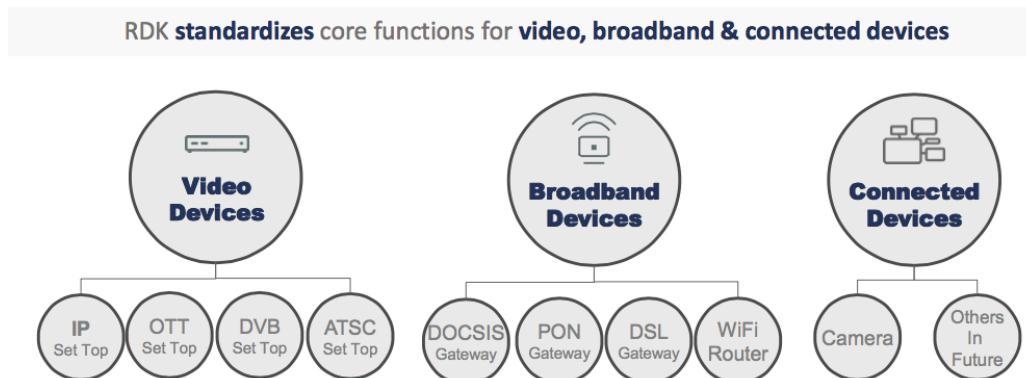 RDK standardizes core functions for video, broadband & connected devices
Video
Devices
Broadband
Devices
Connected
Devices
IP
Set Top
OTT
Set Top
DVB
Set Top
ATSC
Set Top
DOCSIS
Gateway
PON
Gateway
DSL
Gateway
WiFi
Router
Camera
Others
In
Future